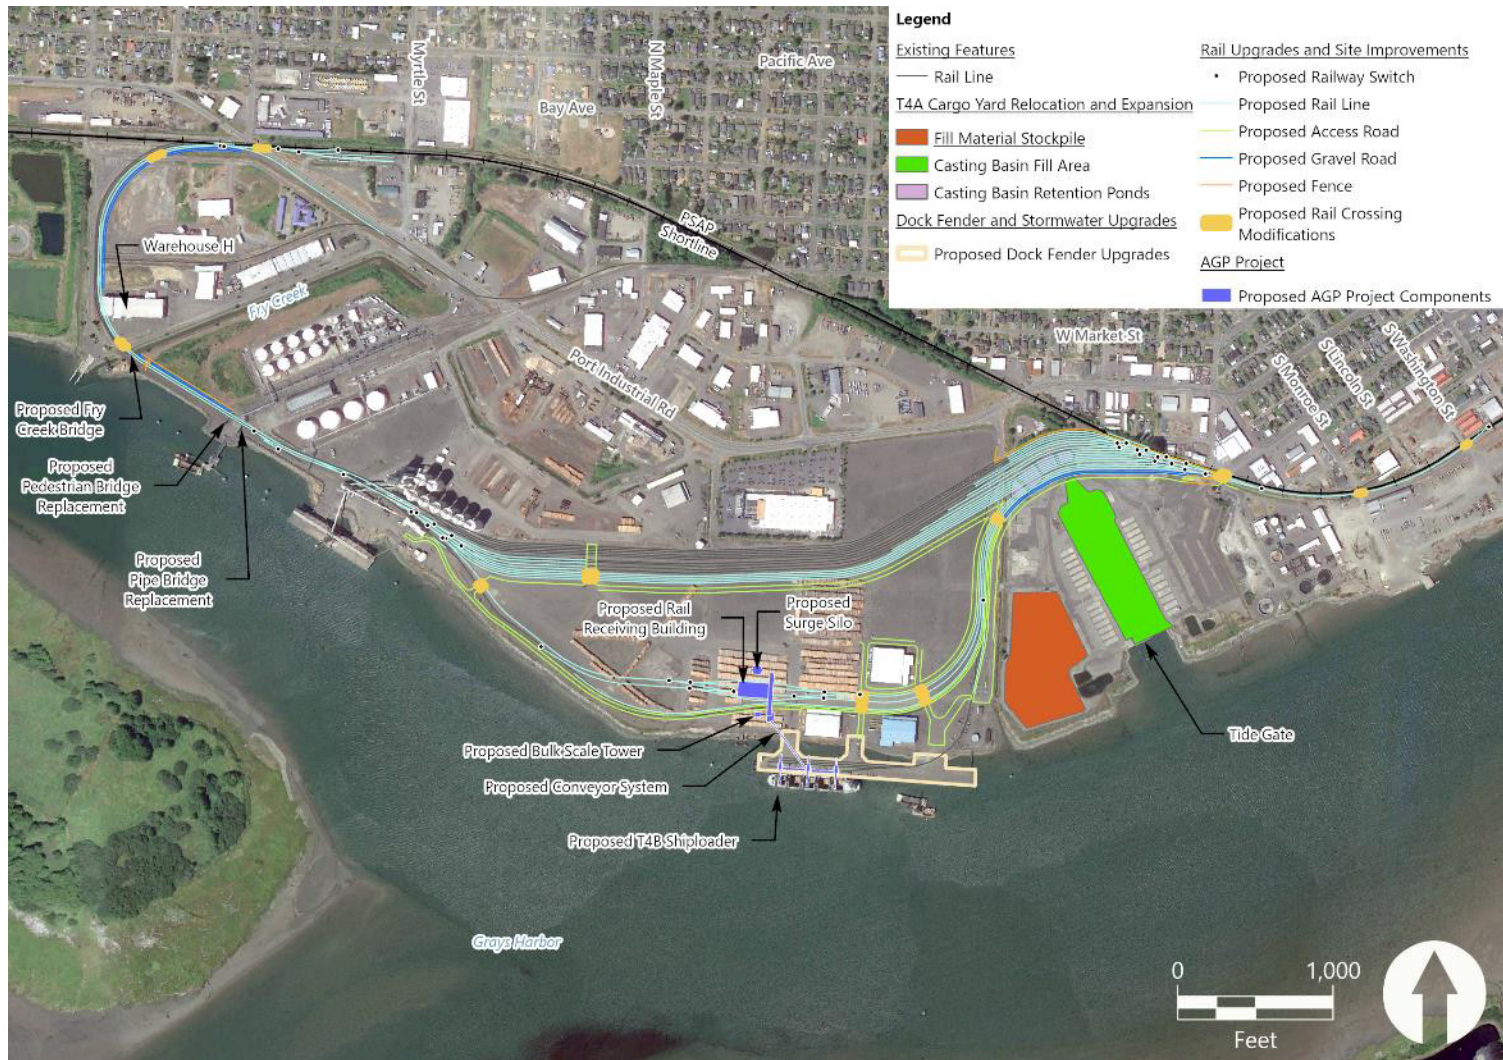 Legend
Existing Features
Rail Line
T4A Cargo Yard Relocation and Expansion
Fill Material Stockpile
Casting Basin Fill Area
Casting Basin Retention Ponds
Dock Fender and Stormwater Upgrades
Proposed Dock Fender Upgrades
Rail Upgrades and Site Improvements
Proposed Railway Switch
Proposed Rail Line
Proposed Access Road
Proposed Gravel Road
Proposed Fence
Proposed Rail Crossing
Modifications
AGP Project
Proposed AGP Project Components
Myrtle St
N Maple St
Pacific Ave
Bay Ave
PSAP
Shortline
Warehouse H
Fry Creek
Port Industrial Rd
W Market St
S Monroe St
S Lincoln St
S Washington St
Proposed Fry
Creek Bridge
Proposed
Pedestrian Bridge
Replacement
Proposed
Pipe Bridge
Replacement
Proposed Rail
Receiving Building
Proposed
Surge Silo
Proposed Bulk Scale Tower
Proposed Conveyor System
Proposed T4B Shiploader
Tide Gate
Grays Harbor
0 1,000
Feet